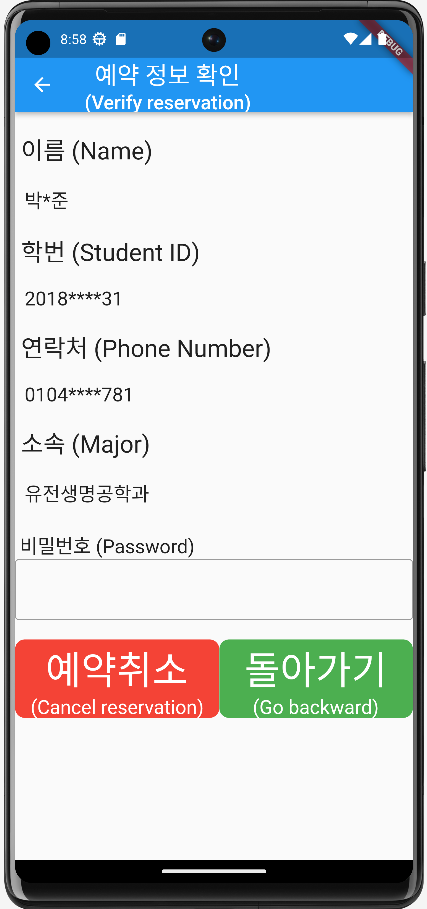 8:58
DEBUG
예약 정보 확인
(Verify reservation)
이름 (Name)
박*준
학번 (Student ID)
2018****31
연락처 (Phone Number)
0104****781
소속 (Major)
유전생명공학과
비밀번호 (Password)
예약취소
(Cancel reservation)
돌아가기
(Go backward)